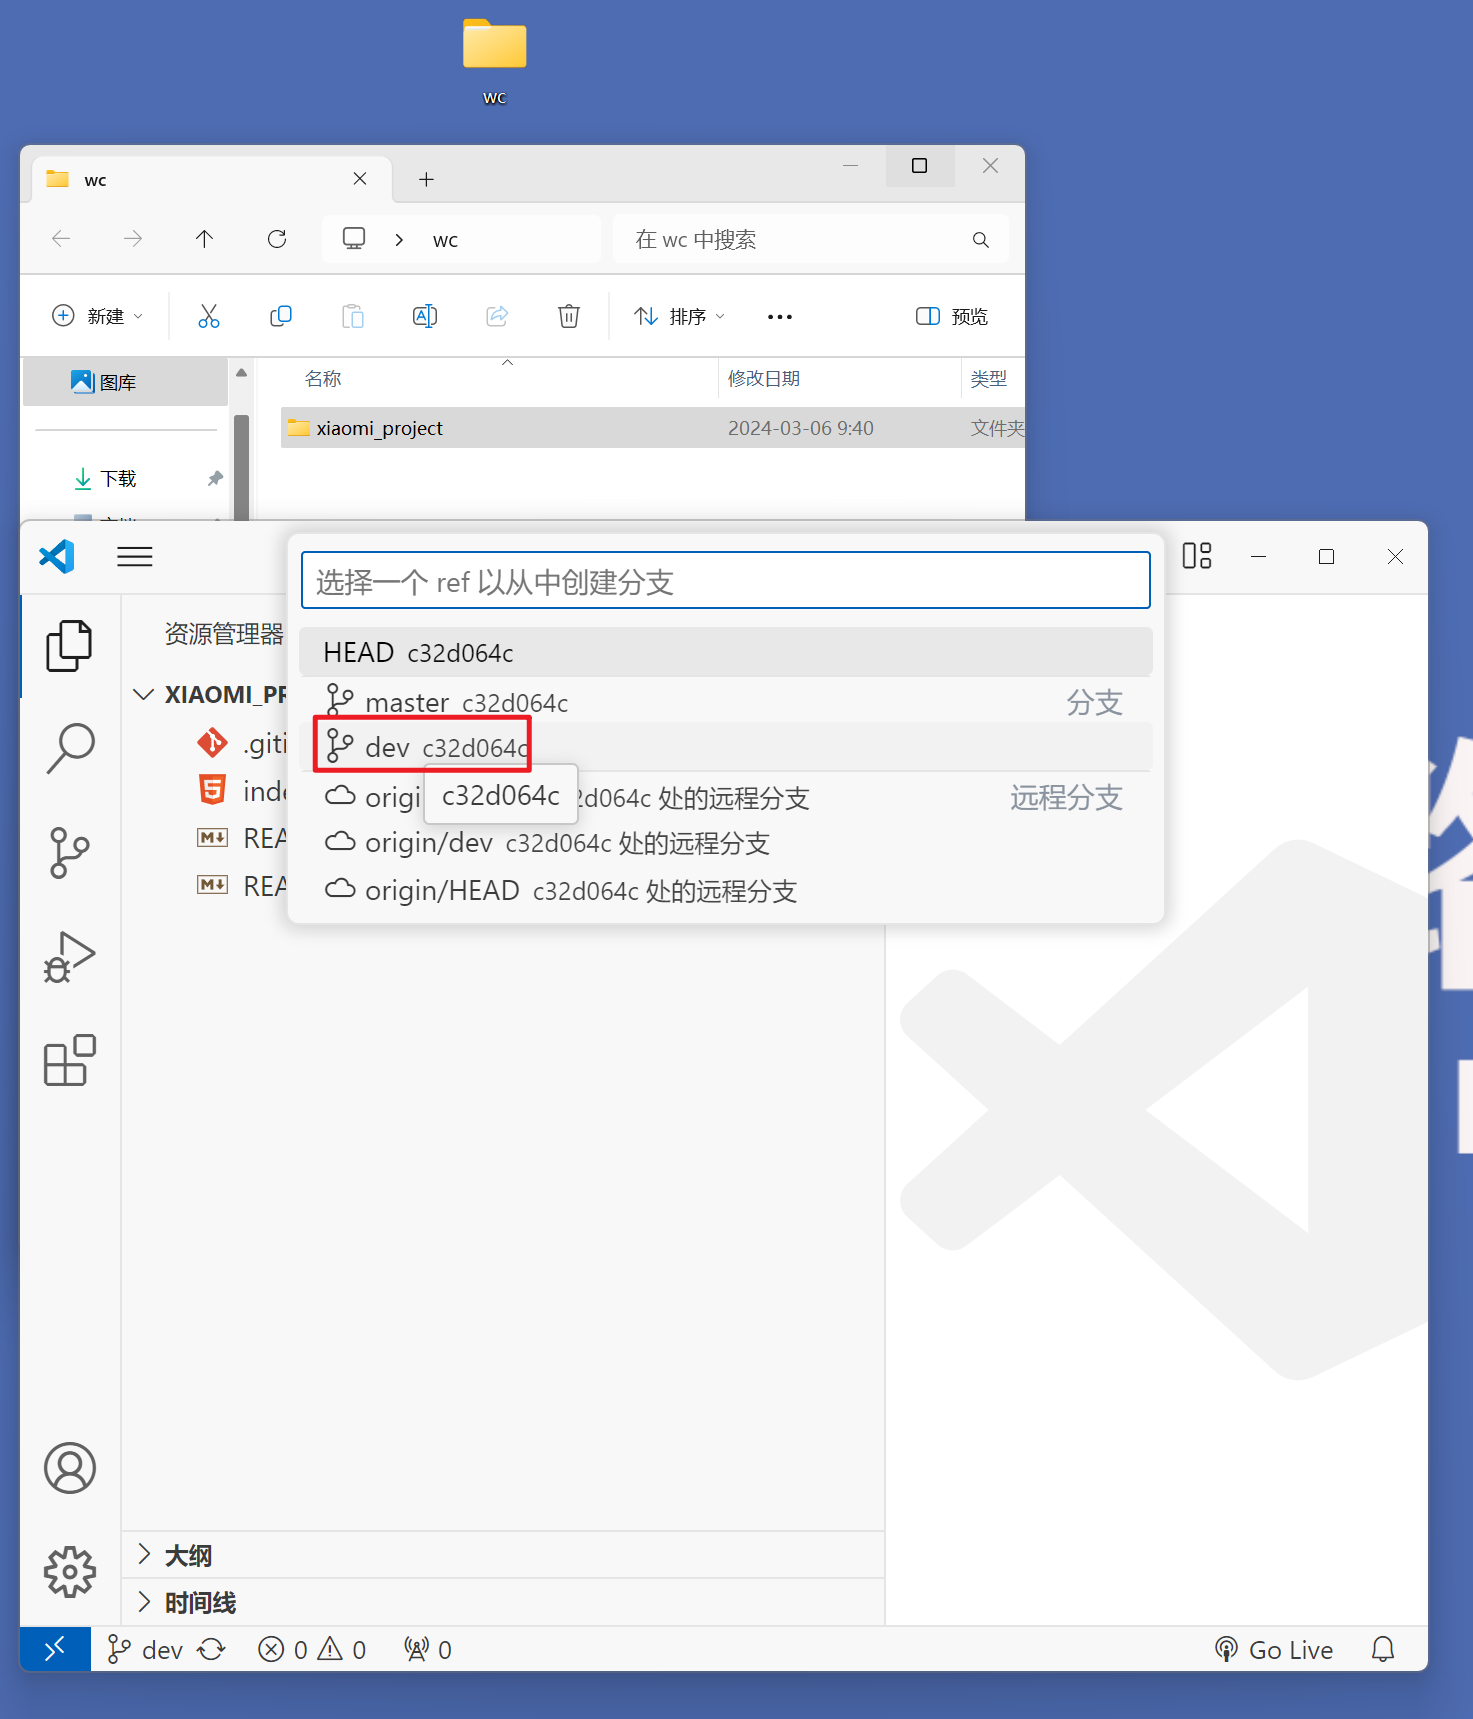 wc
wc
wc
在 wc 中搜索
新建
排序
预览
图库
名称
修改日期
类型
xiaomi_project
2024-03-06 9:40
文件夹
下载
选择一个 ref 以从中创建分支
资源管理器
HEAD c32d064c
XIAOMI_PR
master c32d064c
分支
.giti
dev c32d064c
inde
origi
c32d064c
2d064c 处的远程分支
远程分支
REA
origin/dev c32d064c 处的远程分支
REA
origin/HEAD c32d064c 处的远程分支
大纲
时间线
dev
0
0
0
Go Live